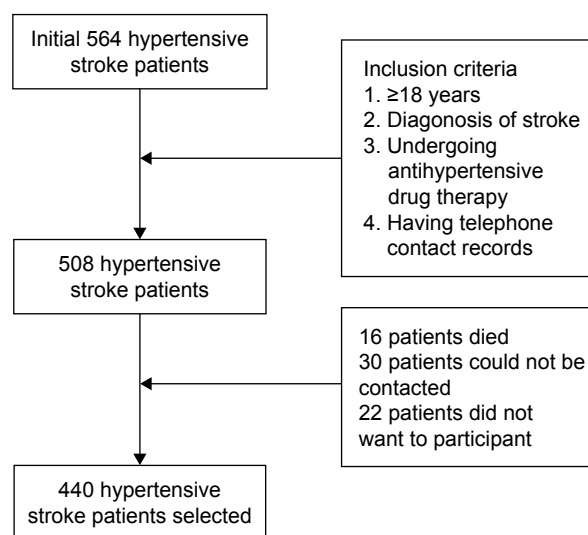 Initial 564 hypertensive
stroke patients
Inclusion criteria
1. ≥18 years
2. Diagonosis of stroke
3. Undergoing
antihypertensive
drug therapy
4. Having telephone
contact records
508 hypertensive
stroke patients
16 patients died
30 patients could not be
contacted
22 patients did not
want to participant
440 hypertensive
stroke patients selected